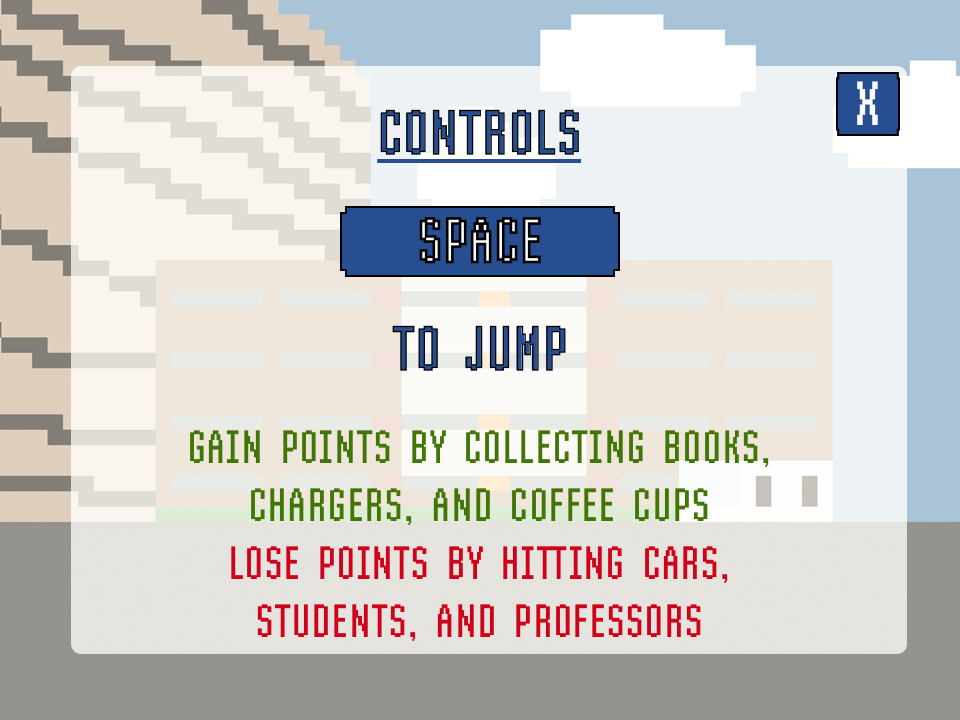 X
CONTROLS
SPACE
TO JUMP
GAIN POINTS BY COLLECTING BOOKS,
CHARGERS, AND COFFEE CUPS
LOSE POINTS BY HITTING CARS,
STUDENTS, AND PROFESSORS